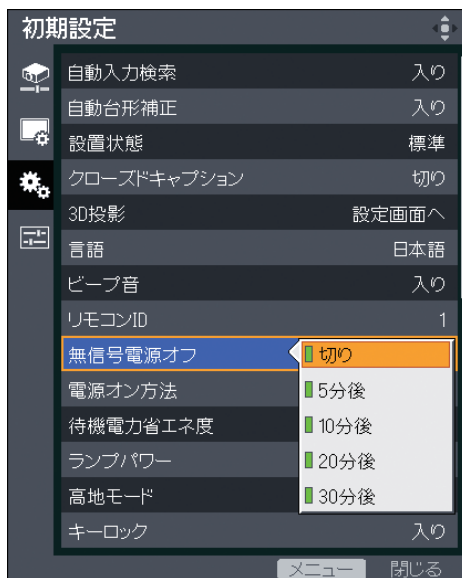 初期設定
自動入力検索 入り
自動台形補正 入り
設置状態 標準
クローズドキャプション 切り
3D投影 設定画面へ
言語 日本語
ビープ音 入り
リモコンID 1
無信号電源オフ 切り
電源オン方法 5分後
待機電力省エネ度 10分後
ランプパワー 20分後
高地モード 30分後
キーロック 入り
メニュー 閉じる